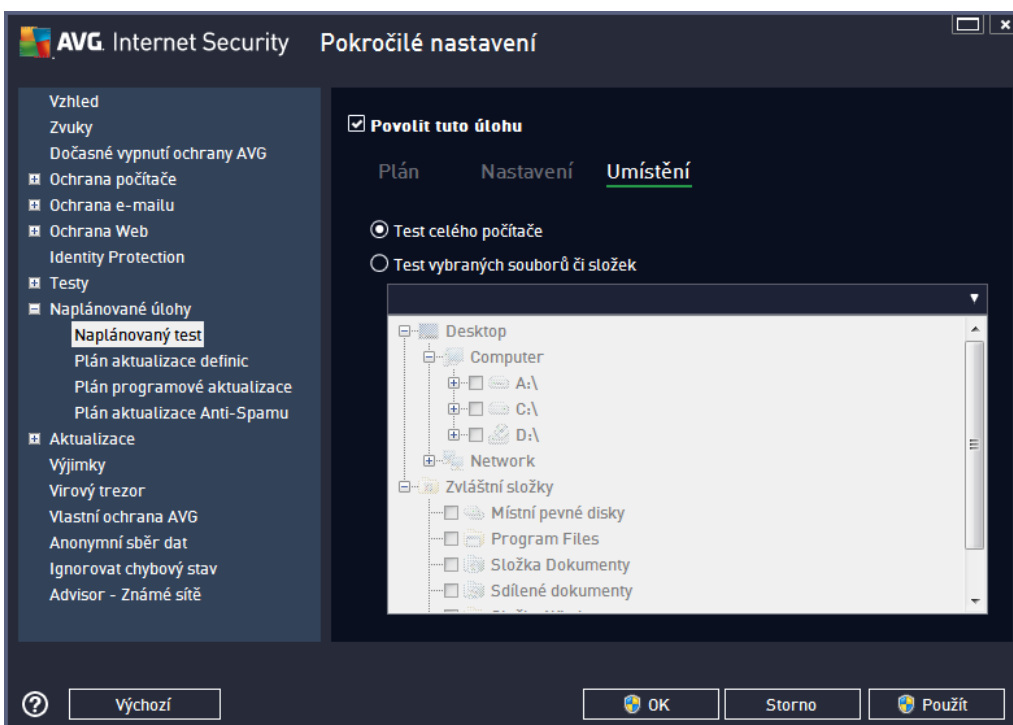 AVG. Internet Security
Pokročilé nastavení
Vzhled
Zvuky
Dočasné vypnutí ochrany AVG
Ochrana počítače
Ochrana e-mailu
Ochrana Web
Identity Protection
Testy
Naplánované úlohy
Naplánovaný test
Plán aktualizace definic
Plán programové aktualizace
Plán aktualizace Anti-Spamu
Aktualizace
Výjimky
Virový trezor
Vlastní ochrana AVG
Anonymní sběr dat
Ignorovat chybový stav
Advisor - Známé sítě
Povolit tuto úlohu
Plán Nastavení Umístění
Test celého počítače
Test vybraných souborů či složek
Desktop
Computer
A:\
C:\
D:\
Network
Zvláštní složky
Místní pevné disky
Program Files
Složka Dokumenty
Sdílené dokumenty
Výchozí
OK
Storno
Použít